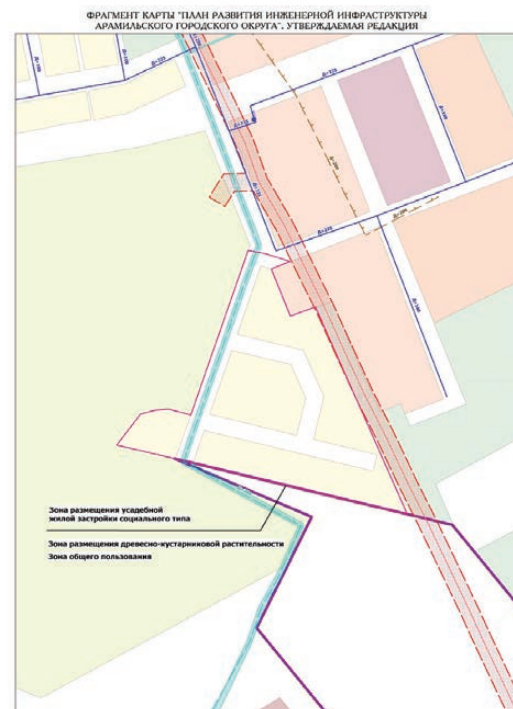 ФРАГМЕНТ КАРТЫ "ПЛАН РАЗВИТИЯ ИНЖЕНЕРНОЙ ИНФРАСТРУКТУРЫ
АРАМИЛЬСКОГО ГОРОДСКОГО ОКРУГА". УТВЕРЖДАЕМАЯ РЕДАКЦИЯ
Зона размещения усадебной
жилой застройки социального типа
Зона размещения древесно-кустарниковой растительности
Зона общего пользования